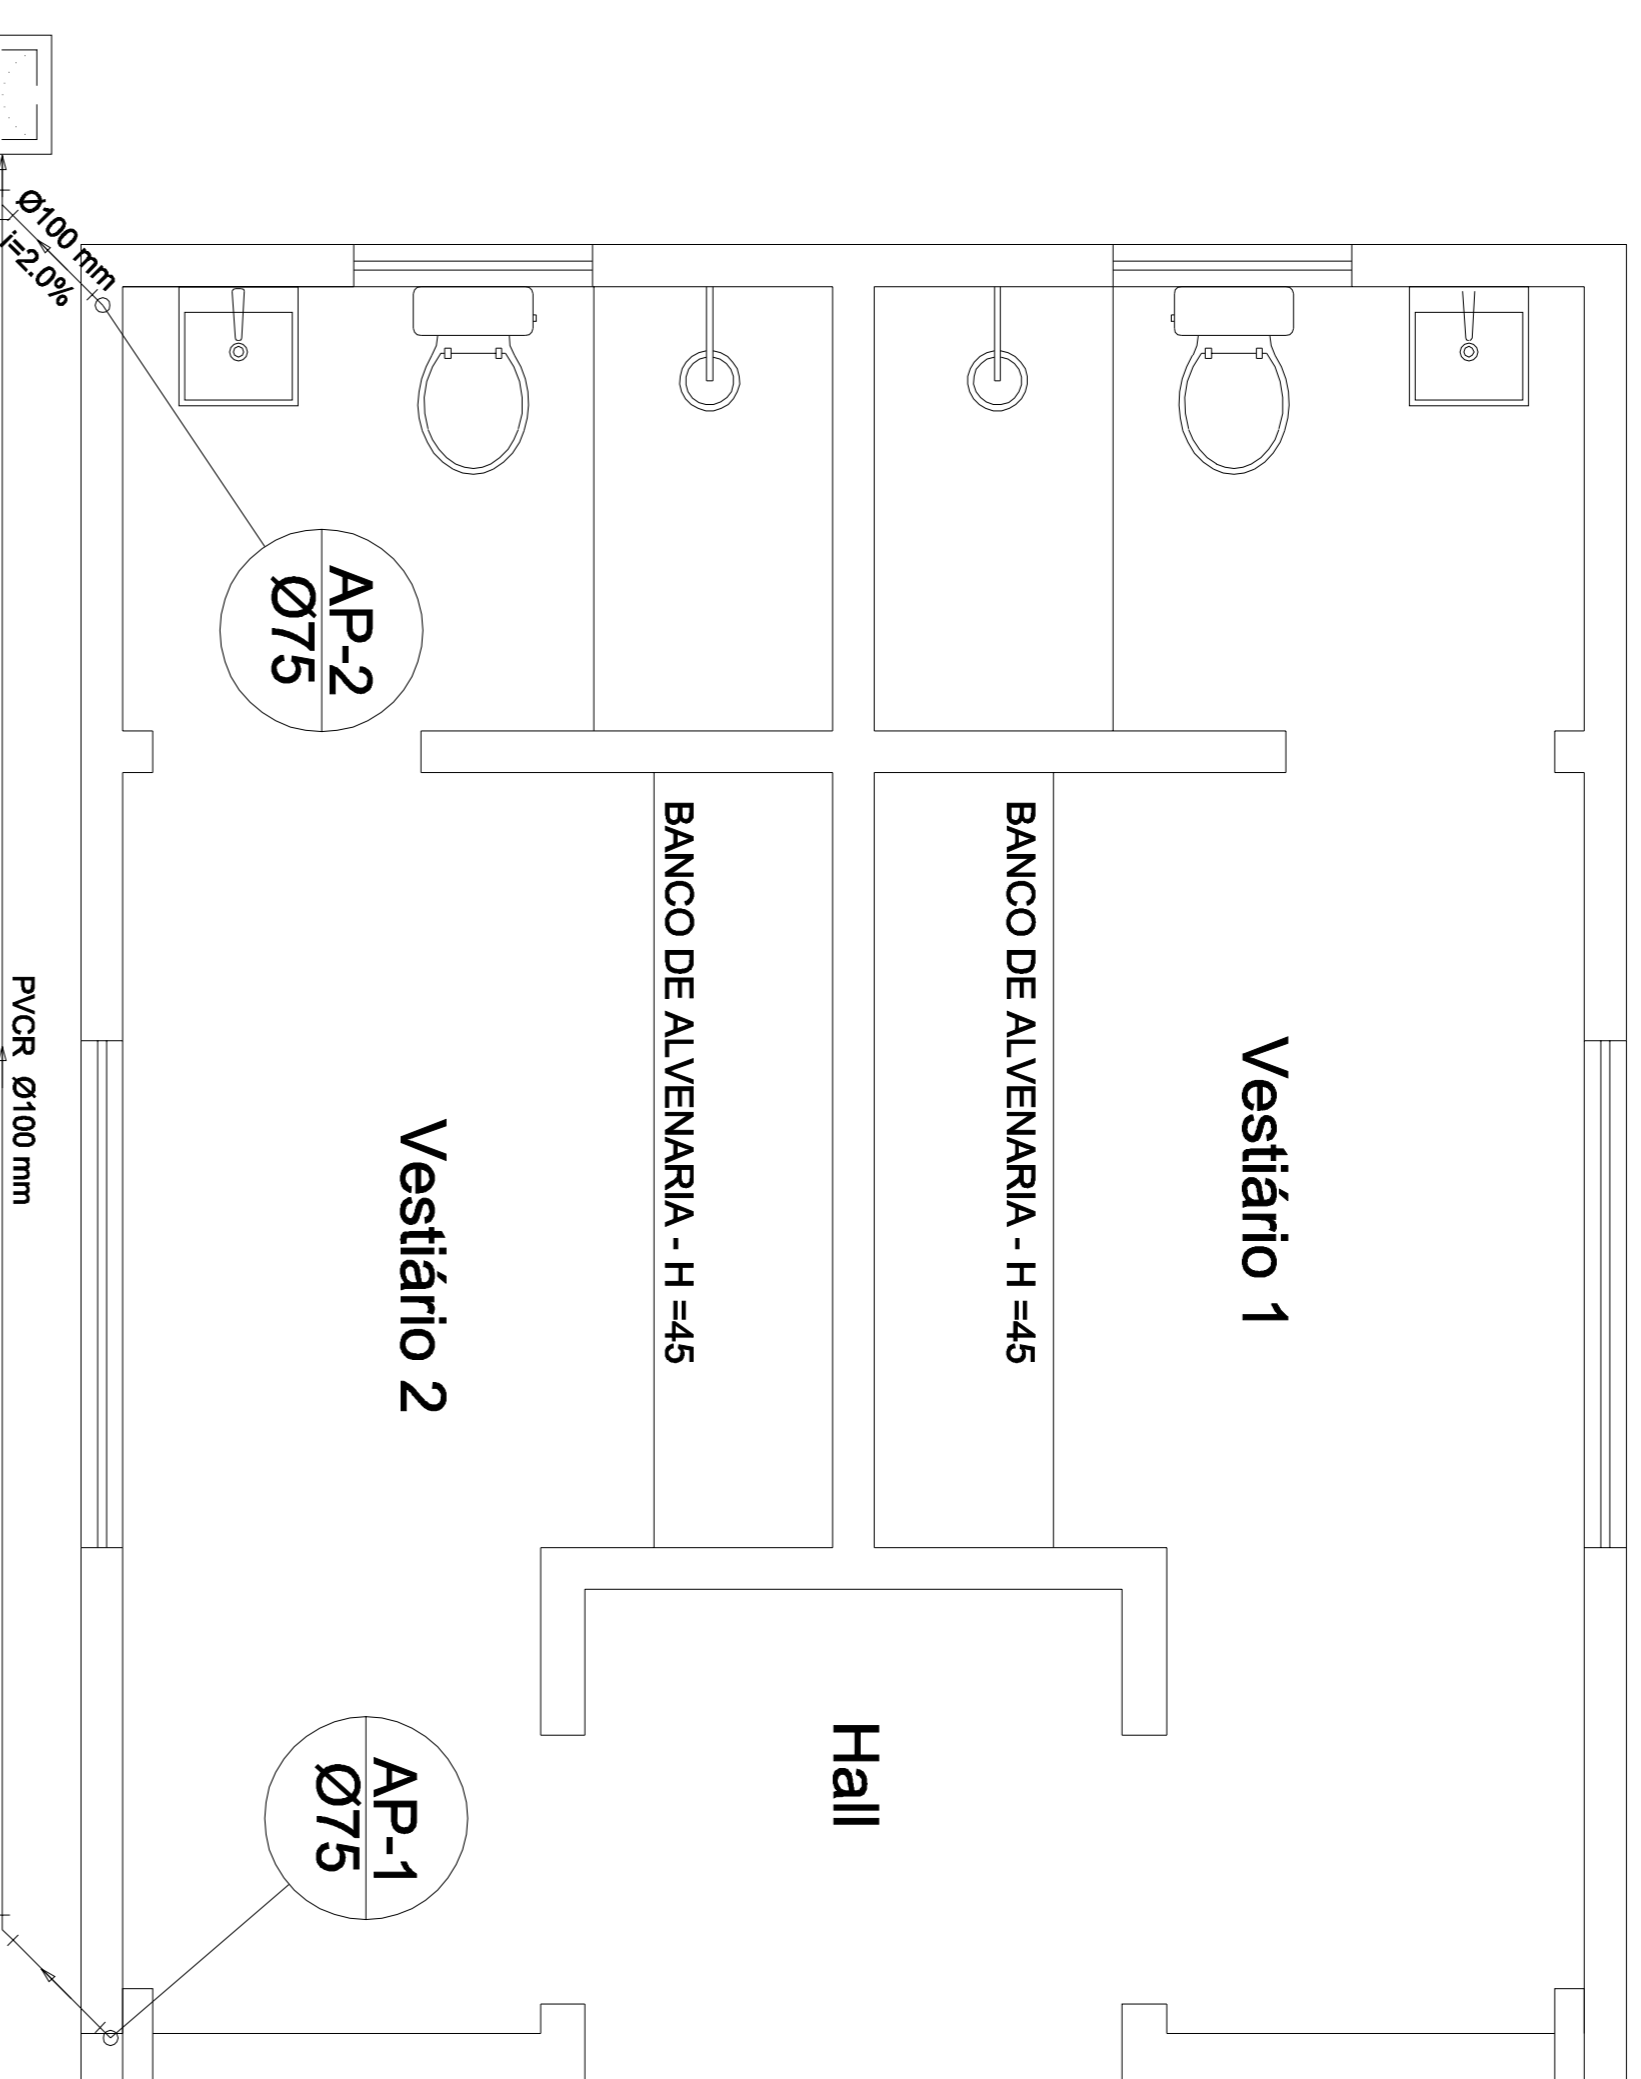 Ø100 mm
i=2.0%
AP-2
Ø75
BANCO DE ALVENARIA - H =45
BANCO DE ALVENARIA - H =45
Vestiário 1
Vestiário 2
PVCR Ø100 mm
Hall
AP-1
Ø75